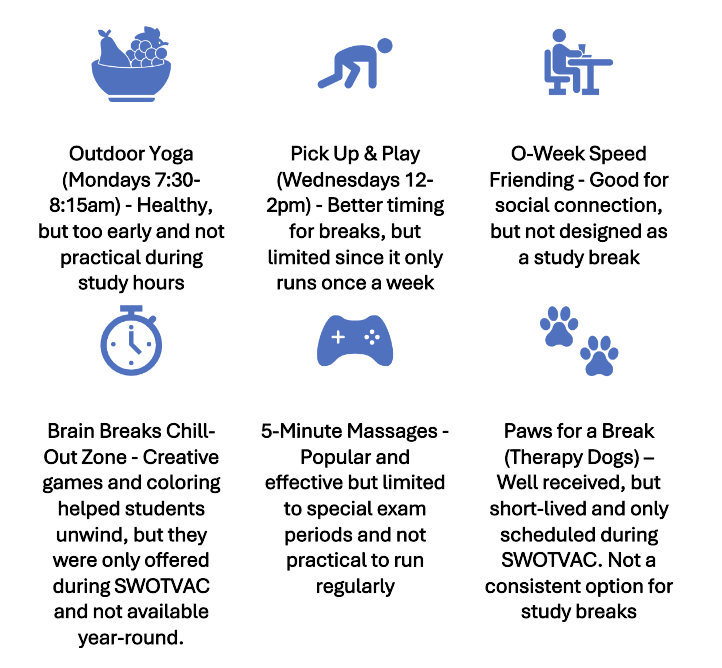 Outdoor Yoga
(Mondays 7:30-
8:15am) - Healthy,
but too early and not
practical during
study hours
Pick Up & Play
(Wednesdays 12-
2pm) - Better timing
for breaks, but
limited since it only
runs once a week
O-Week Speed
Friending - Good for
social connection,
but not designed as
a study break
Brain Breaks Chill-
Out Zone - Creative
games and coloring
helped students
unwind, but they
were only offered
during SWOTVAC
and not available
year-round.
5-Minute Massages -
Popular and
effective but limited
to special exam
periods and not
practical to run
regularly
Paws for a Break
(Therapy Dogs) –
Well received, but
short-lived and only
scheduled during
SWOTVAC. Not a
consistent option for
study breaks